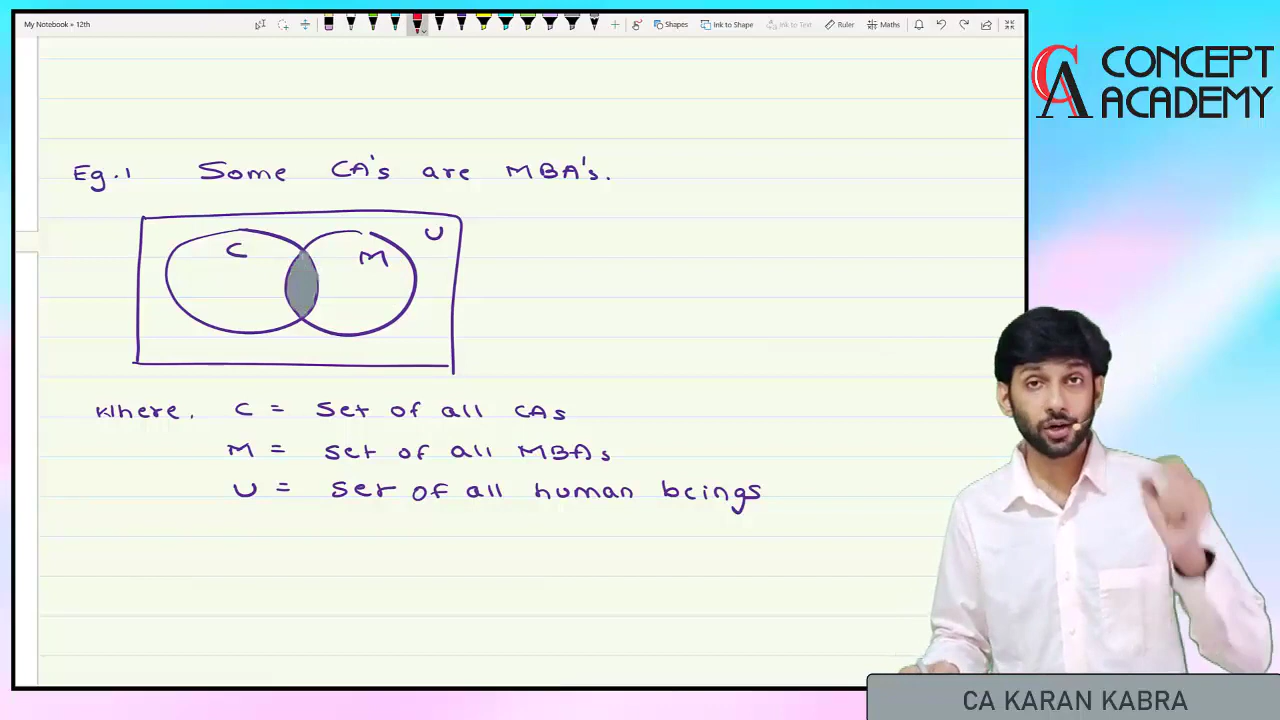 My Notebook » 12th
Shapes
Ink to Shape
Ink to Text
Ruler
Maths
CONCEPT
ACADEMY
CA
Eg.1 Some CA's are MBA's.
C
M
U
Where, C = Set of all CAs
M = Set of all MBAs
U = Set of all human beings
CA KARAN KABRA